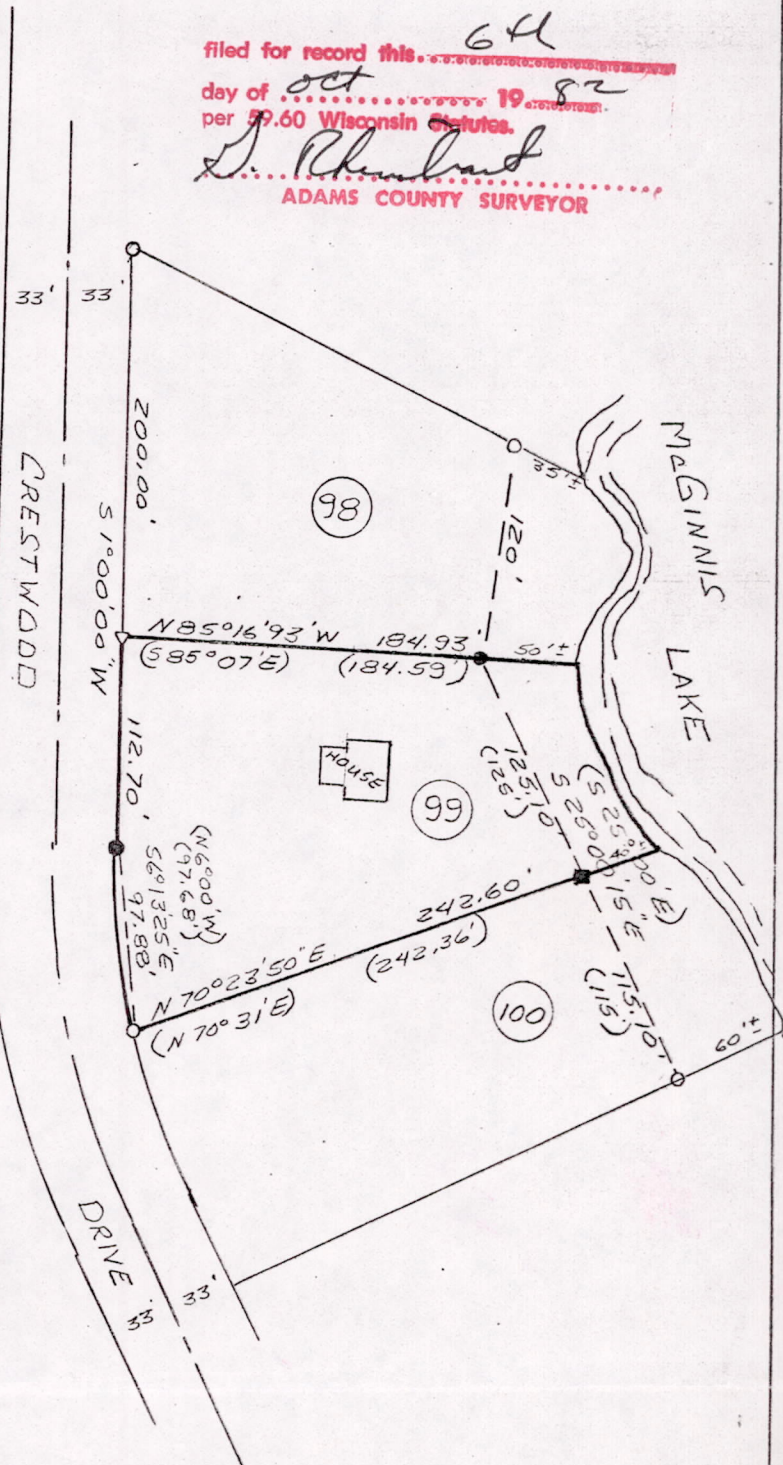 filed for record this 6th
day of oct 19 82
per 59.60 Wisconsin Statutes.
ADAMS COUNTY SURVEYOR
33' 33'
McGINNIS LAKE
35'±
200.00'
98
120'
S 1°00'00" W
CRESTWOOD
N 85°16'93' W 184.93'
(S 85°07'E) (184.59')
50'±
112.70'
HOUSE
99
125.10'
(125')
(S 25°00'E)
S 25°00'15"E
(N 6°00'W)
(97.68')
S 6°13'25"E
97.88'
242.60'
(242.36')
N 70°23'50"E
(N 70°31'E)
100
115.10'
(115')
60'±
DRIVE
33' 33'